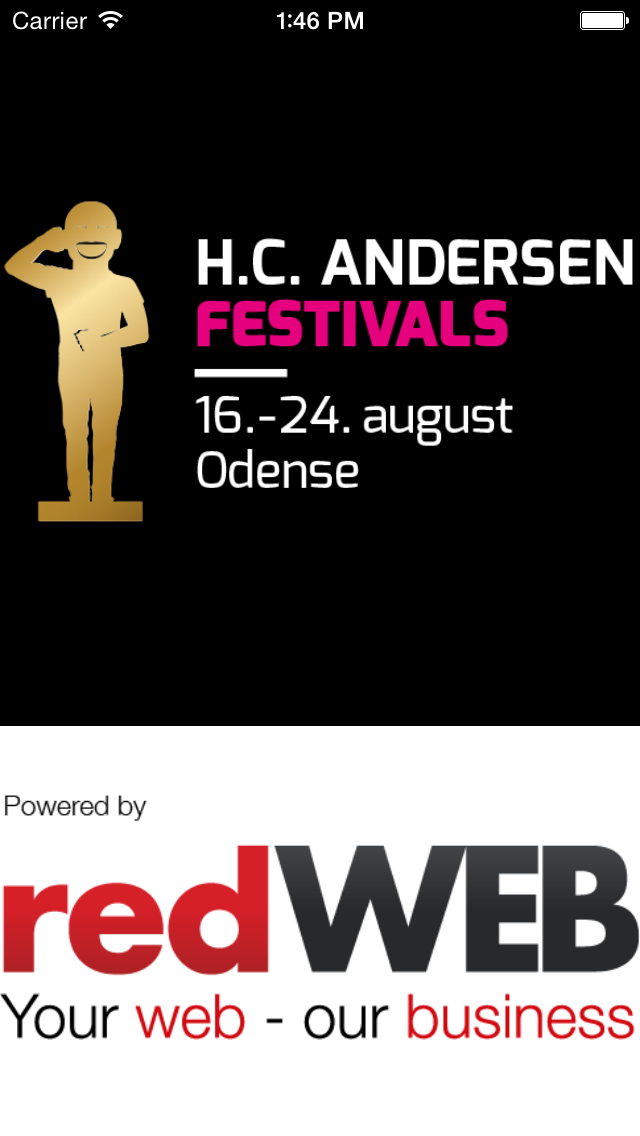 Carrier 1:46 PM
H.C. ANDERSEN
FESTIVALS
16.-24. august
Odense
Powered by
redWEB
Your web - our business